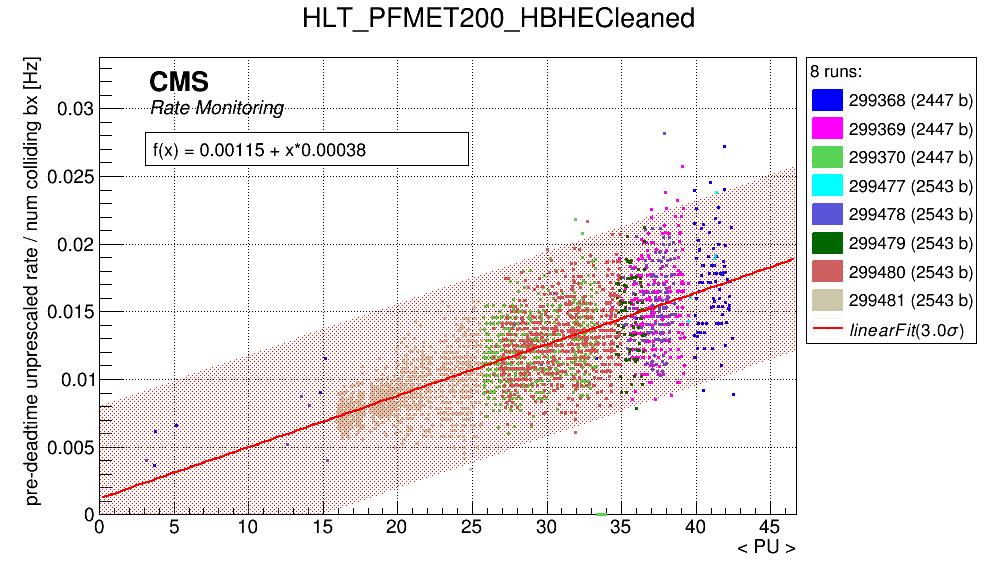 HLT_PFMET200_HBHECleaned
pre-deadtime unprescaled rate / num colliding bx [Hz]
CMS
Rate Monitoring
f(x) = 0.00115 + x*0.00038
0.03
0.025
0.02
0.015
0.01
0.005
0
0 5 10 15 20 25 30 35 40 45
< PU >
8 runs:
299368 (2447 b)
299369 (2447 b)
299370 (2447 b)
299477 (2543 b)
299478 (2543 b)
299479 (2543 b)
299480 (2543 b)
299481 (2543 b)
linearFit(3.0σ)